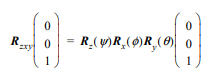 R_zxy (0 0 1) = R_z(ψ)R_x(ϕ)R_y(θ) (0 0 1)